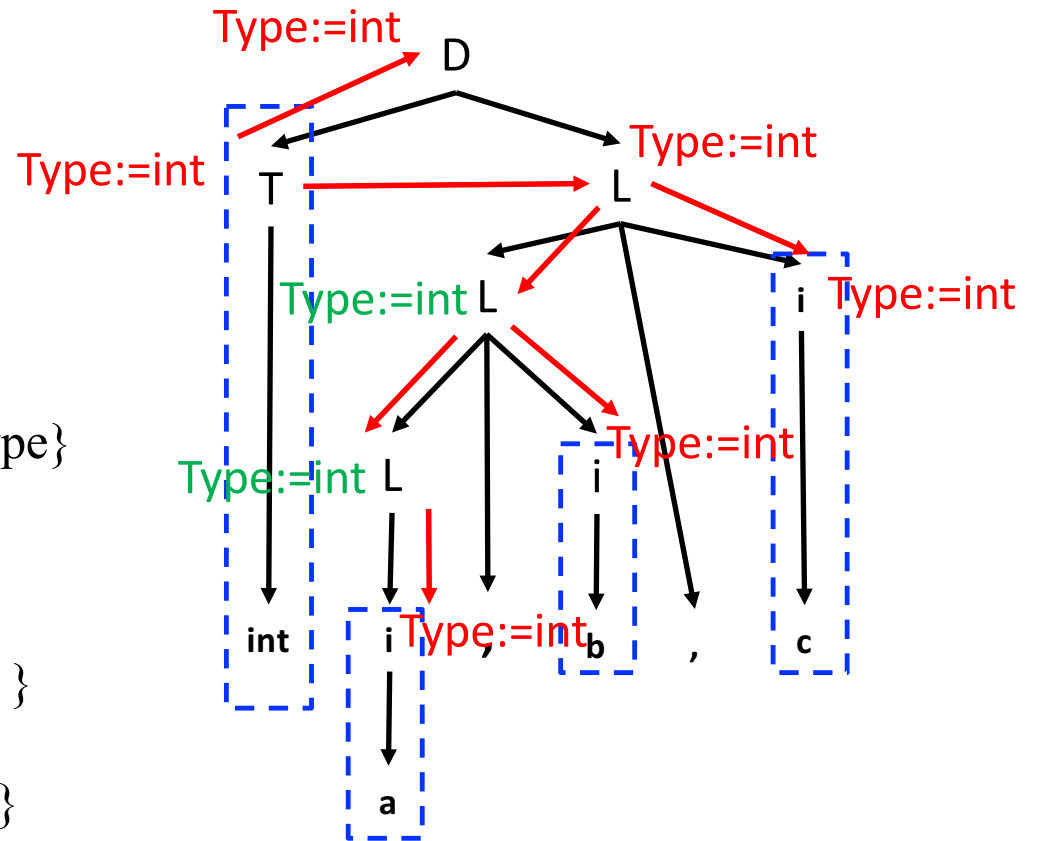 Type:=int
D
Type:=int
Type:=int
T
L
Type:=int
L
i
Type:=int
pe}
Type:=int
Type:=int
L
i
int
i
Type:=int
,
b
,
c
}
a
}